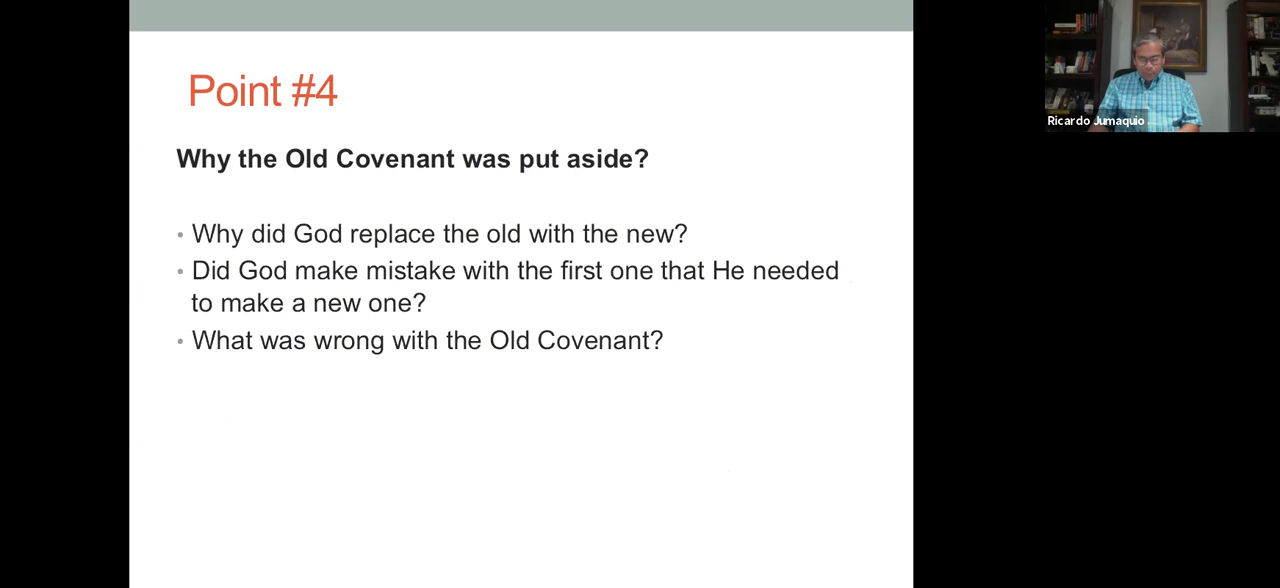 Point #4
Why the Old Covenant was put aside?
• Why did God replace the old with the new?
• Did God make mistake with the first one that He needed
to make a new one?
• What was wrong with the Old Covenant?
Ricardo Jumaquio